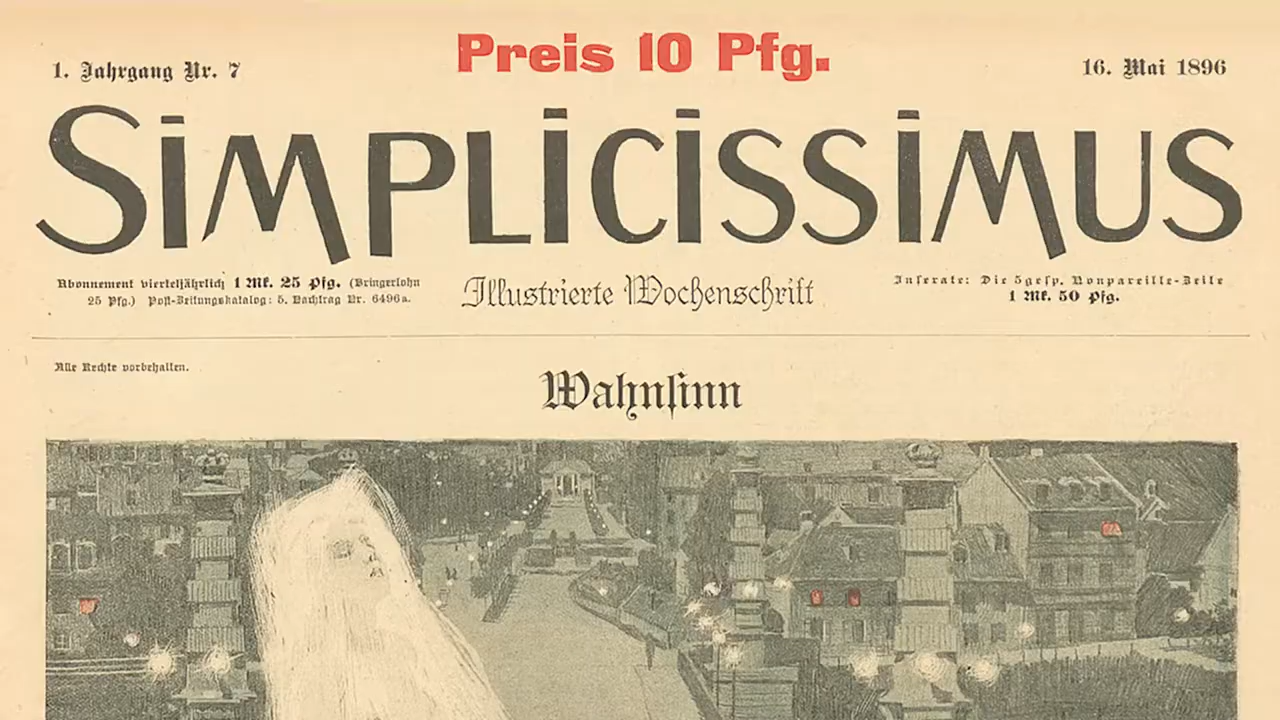 Preis 10 Pfg.
1. Jahrgang Nr. 7
16. Mai 1896
SiMPLiCiSSiMUS
Abonnement vierteljährlich 1 Mk. 25 Pfg. (Bringerlohn
25 Pfg.) Post-Zeitungskatalog: 5. Nachtrag Nr. 6496a.
Illustrierte Wochenschrift
Inserate: Die 5gesp. Nonpareille-Zeile
1 Mk. 50 Pfg.
Alle Rechte vorbehalten.
Wahnsinn